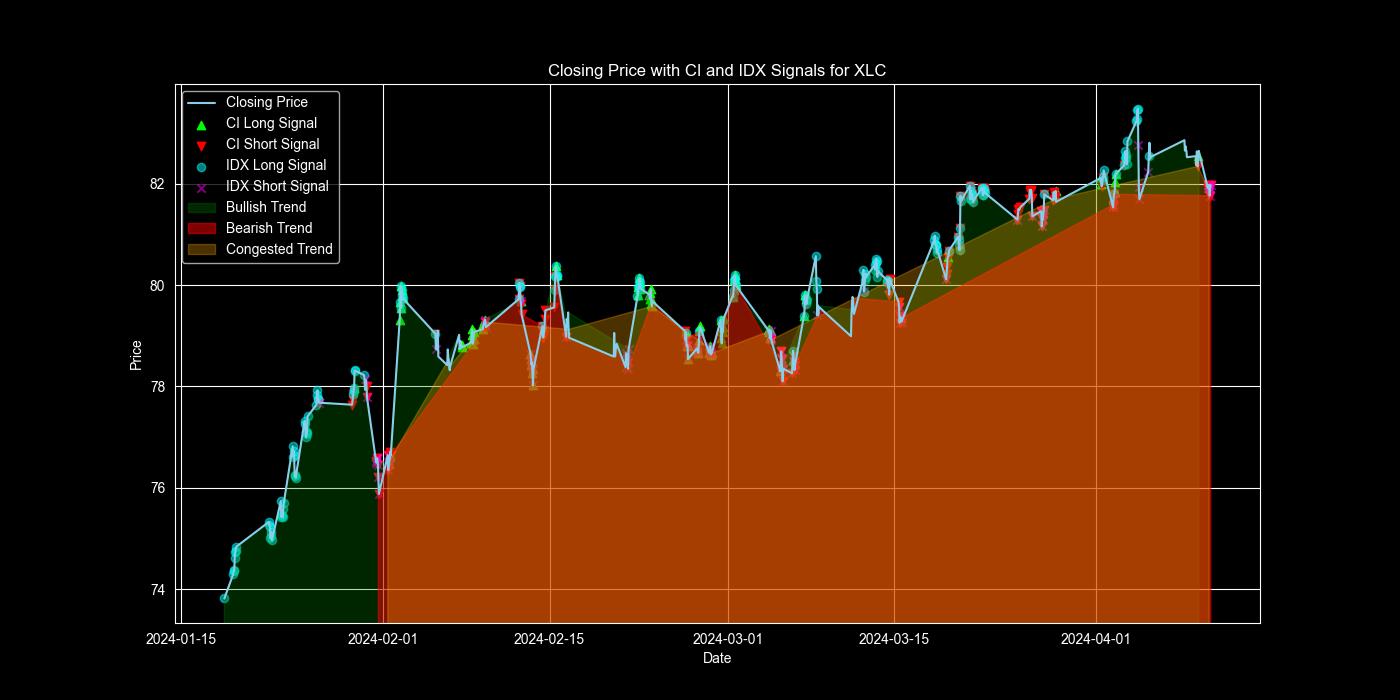 Closing Price with CI and IDX Signals for XLC
Closing Price
CI Long Signal
CI Short Signal
IDX Long Signal
IDX Short Signal
Bullish Trend
Bearish Trend
Congested Trend
Price
82
80
78
76
74
2024-01-15 2024-02-01 2024-02-15 2024-03-01 2024-03-15 2024-04-01
Date